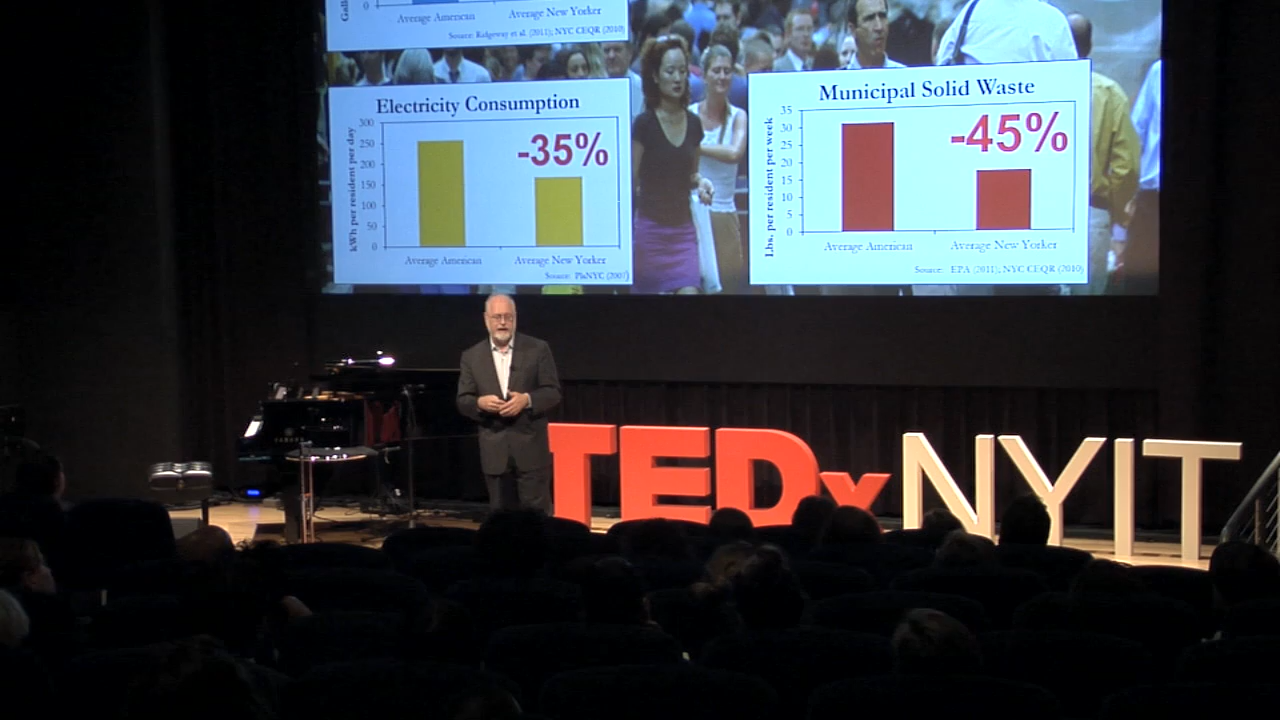 Gall
0
Average American
Average New Yorker
Source: Ridgeway et al. (2011); NYC CEQR (2010)
Electricity Consumption
kWh per resident per day
300
250
200
150
100
50
0
-35%
Average American
Average New Yorker
Source: PlaNYC (2007)
Municipal Solid Waste
Lbs. per resident per week
35
30
25
20
15
10
5
0
-45%
Average American
Average New Yorker
Source: EPA (2011); NYC CEQR (2010)
YAMAHA
TEDxNYIT